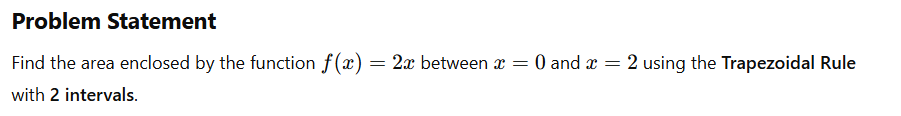 Problem Statement
Find the area enclosed by the function f(x) = 2x between x = 0 and x = 2 using the Trapezoidal Rule
with 2 intervals.